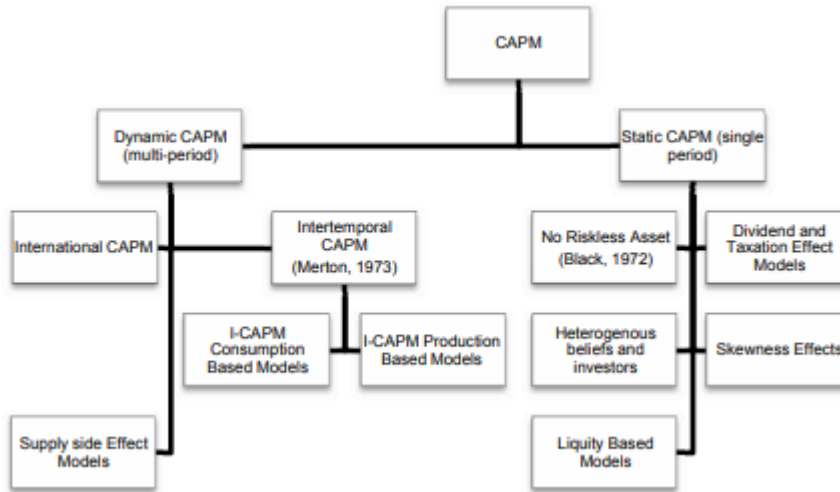 CAPM
Dynamic CAPM
(multi-period)
Static CAPM (single
period)
International CAPM
Intertemporal
CAPM
(Merton, 1973)
No Riskless Asset
(Black, 1972)
Dividend and
Taxation Effect
Models
I-CAPM
Consumption
Based Models
I-CAPM Production
Based Models
Heterogenous
beliefs and
investors
Skewness Effects
Supply side Effect
Models
Liquity Based
Models